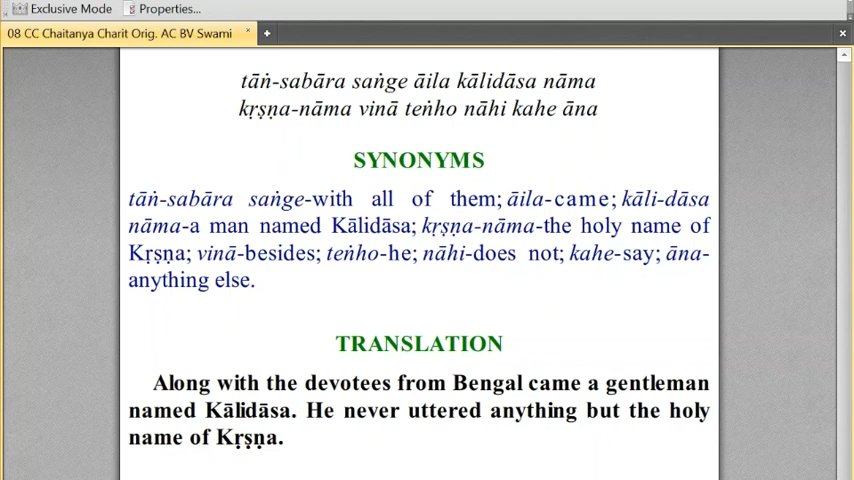 Exclusive Mode Properties...
08 CC Chaitanya Charit Orig. AC BV Swami
tāṅ-sabāra saṅge āila kālidāsa nāma
kṛṣṇa-nāma vinā teṅho nāhi kahe āna
SYNONYMS
tāṅ-sabāra saṅge-with all of them; āila-came; kāli-dāsa
nāma-a man named Kālidāsa; kṛṣṇa-nāma-the holy name of
Kṛṣṇa; vinā-besides; teṅho-he; nāhi-does not; kahe-say; āna-
anything else.
TRANSLATION
Along with the devotees from Bengal came a gentleman
named Kālidāsa. He never uttered anything but the holy
name of Kṛṣṇa.